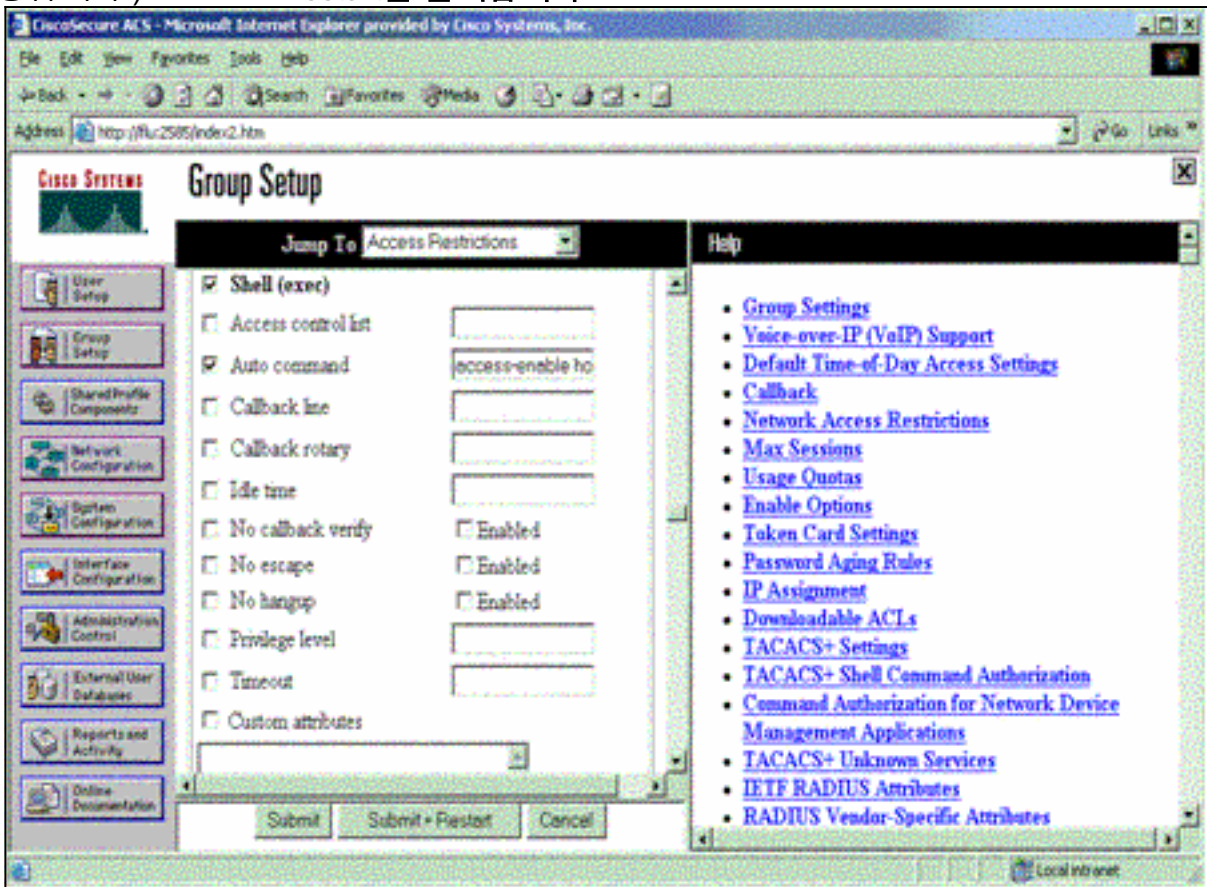 CiscoSecure ACS - Microsoft Internet Explorer provided by Cisco Systems, Inc.
File Edit View Favorites Tools Help
Back Search Favorites Media
Address http://fluc2585/index2.htm Go Links »
CISCO SYSTEMS
Group Setup
Jump To Access Restrictions
User Setup
Group Setup
Shared Profile Components
Network Configuration
System Configuration
Interface Configuration
Administration Control
External User Databases
Reports and Activity
Online Documentation
Shell (exec)
Access control list
Auto command access-enable ho
Callback line
Callback rotary
Idle time
No callback verify Enabled
No escape Enabled
No hangup Enabled
Privilege level
Timeout
Custom attributes
Submit Submit + Restart Cancel
Help
Group Settings
Voice-over-IP (VoIP) Support
Default Time-of-Day Access Settings
Callback
Network Access Restrictions
Max Sessions
Usage Quotas
Enable Options
Token Card Settings
Password Aging Rules
IP Assignment
Downloadable ACLs
TACACS+ Settings
TACACS+ Shell Command Authorization
Command Authorization for Network Device
Management Applications
TACACS+ Unknown Services
IETF RADIUS Attributes
RADIUS Vendor-Specific Attributes
Local intranet